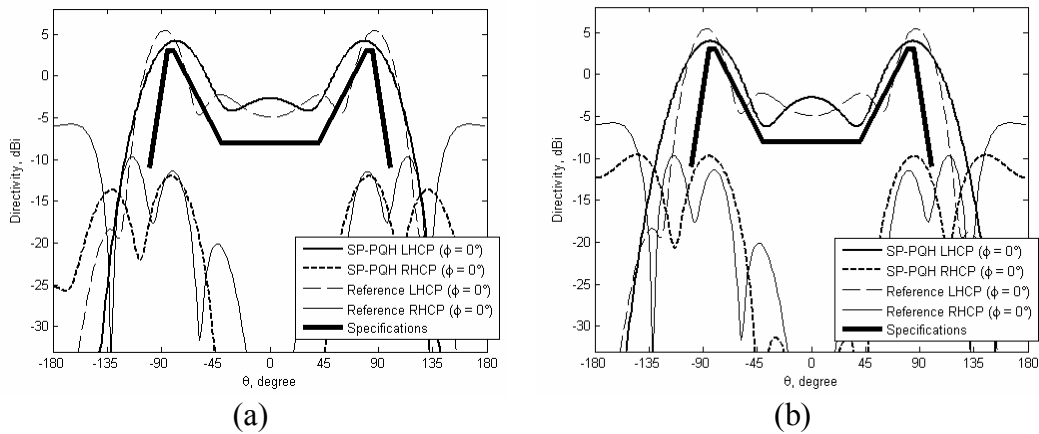 5
0
-5
-10
-15
-20
-25
-30
Directivity, dBi
-180 -135 -90 -45 0 45 90 135 180
θ, degree
SP-PQH LHCP (ϕ = 0°)
SP-PQH RHCP (ϕ = 0°)
Reference LHCP (ϕ = 0°)
Reference RHCP (ϕ = 0°)
Specifications
(a)
5
0
-5
-10
-15
-20
-25
-30
Directivity, dBi
-180 -135 -90 -45 0 45 90 135 180
θ, degree
SP-PQH LHCP (ϕ = 0°)
SP-PQH RHCP (ϕ = 0°)
Reference LHCP (ϕ = 0°)
Reference RHCP (ϕ = 0°)
Specifications
(b)